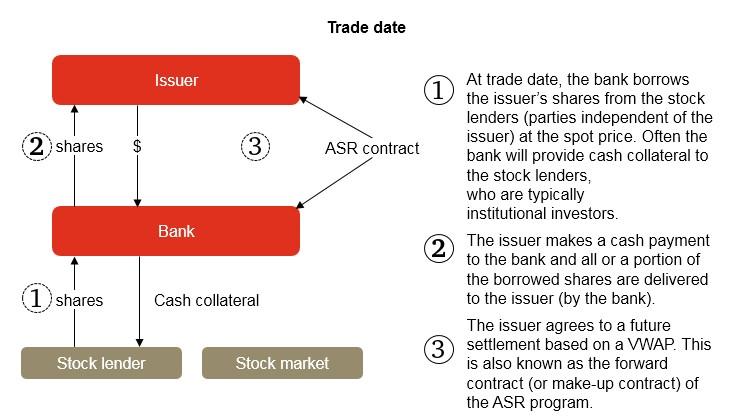 Trade date
Issuer
2 shares
$
3
ASR contract
Bank
1 shares
Cash collateral
Stock lender
Stock market
1
At trade date, the bank borrows
the issuer’s shares from the stock
lenders (parties independent of the
issuer) at the spot price. Often the
bank will provide cash collateral to
the stock lenders,
who are typically
institutional investors.
2
The issuer makes a cash payment
to the bank and all or a portion of
the borrowed shares are delivered
to the issuer (by the bank).
3
The issuer agrees to a future
settlement based on a VWAP. This
is also known as the forward
contract (or make-up contract) of
the ASR program.